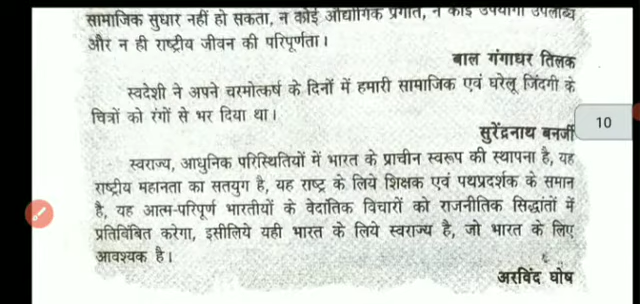 सामाजिक सुधार नहीं हो सकता, न कोई औद्योगिक प्रगति, न कोई उपयोगी उपलब्धि
और न ही राष्ट्रीय जीवन की परिपूर्णता।
बाल गंगाधर तिलक
स्वदेशी ने अपने चरमोत्कर्ष के दिनों में हमारी सामाजिक एवं घरेलू जिंदगी के
चित्रों को रंगों से भर दिया था।
सुरेंद्रनाथ बनर्जी
10
स्वराज्य, आधुनिक परिस्थितियों में भारत के प्राचीन स्वरूप की स्थापना है, यह
राष्ट्रीय महानता का सतयुग है, यह राष्ट्र के लिये शिक्षक एवं पथप्रदर्शक के समान
है, यह आत्म-परिपूर्ण भारतीयों के वेदांतिक विचारों को राजनीतिक सिद्धांतों में
प्रतिबिंबित करेगा, इसीलिये यही भारत के लिये स्वराज्य है, जो भारत के लिए
आवश्यक है।
अरविंद घोष